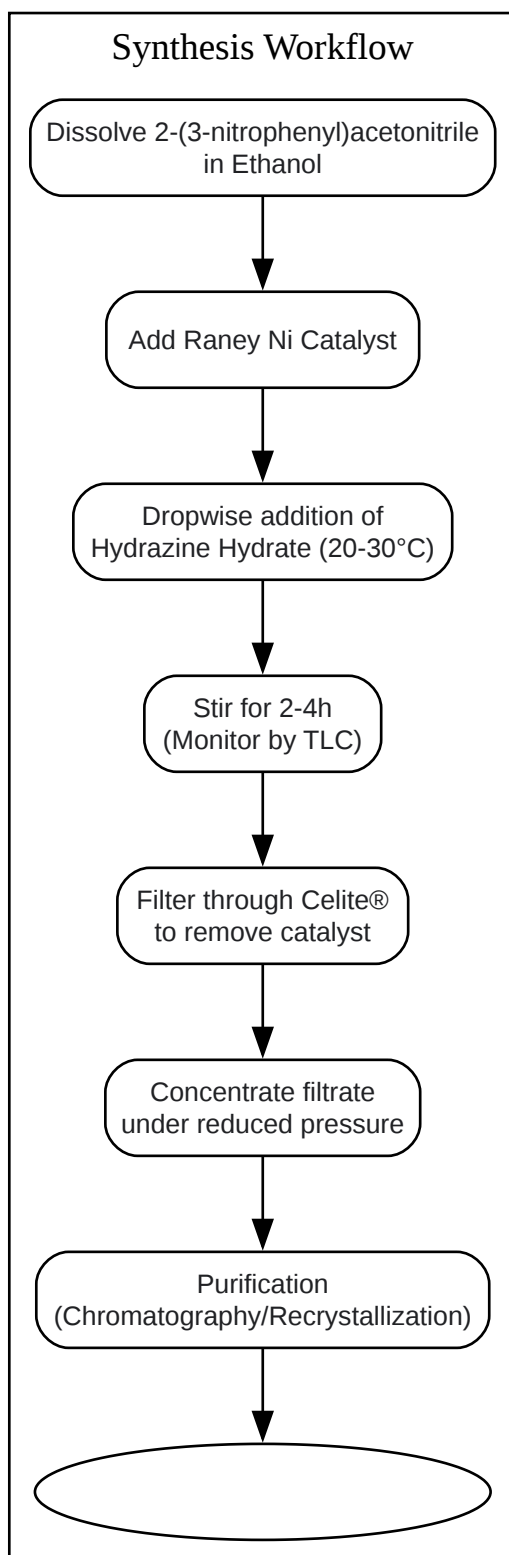 Synthesis Workflow
Dissolve 2-(3-nitrophenyl)acetonitrile
in Ethanol
Add Raney Ni Catalyst
Dropwise addition of
Hydrazine Hydrate (20-30°C)
Stir for 2-4h
(Monitor by TLC)
Filter through Celite®
to remove catalyst
Concentrate filtrate
under reduced pressure
Purification
(Chromatography/Recrystallization)